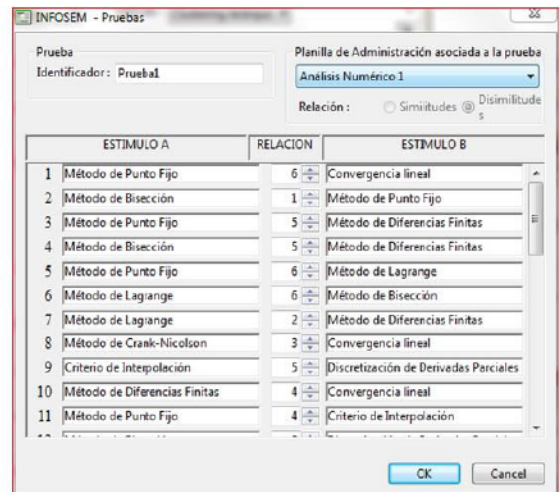 INFOSEM - Pruebas
Prueba
Identificador: Prueba1
Planilla de Administración asociada a la prueba
Análisis Numérico 1
Relación: Similitudes Disimilitudes
ESTIMULO A RELACION ESTIMULO B
1 Método de Punto Fijo 6 Convergencia lineal
2 Método de Bisección 1 Método de Punto Fijo
3 Método de Punto Fijo 5 Método de Diferencias Finitas
4 Método de Bisección 5 Método de Diferencias Finitas
5 Método de Punto Fijo 6 Método de Lagrange
6 Método de Lagrange 6 Método de Bisección
7 Método de Lagrange 2 Método de Diferencias Finitas
8 Método de Crank-Nicolson 3 Convergencia lineal
9 Criterio de Interpolación 5 Discretización de Derivadas Parciales
10 Método de Diferencias Finitas 4 Convergencia lineal
11 Método de Punto Fijo 4 Criterio de Interpolación
OK Cancel